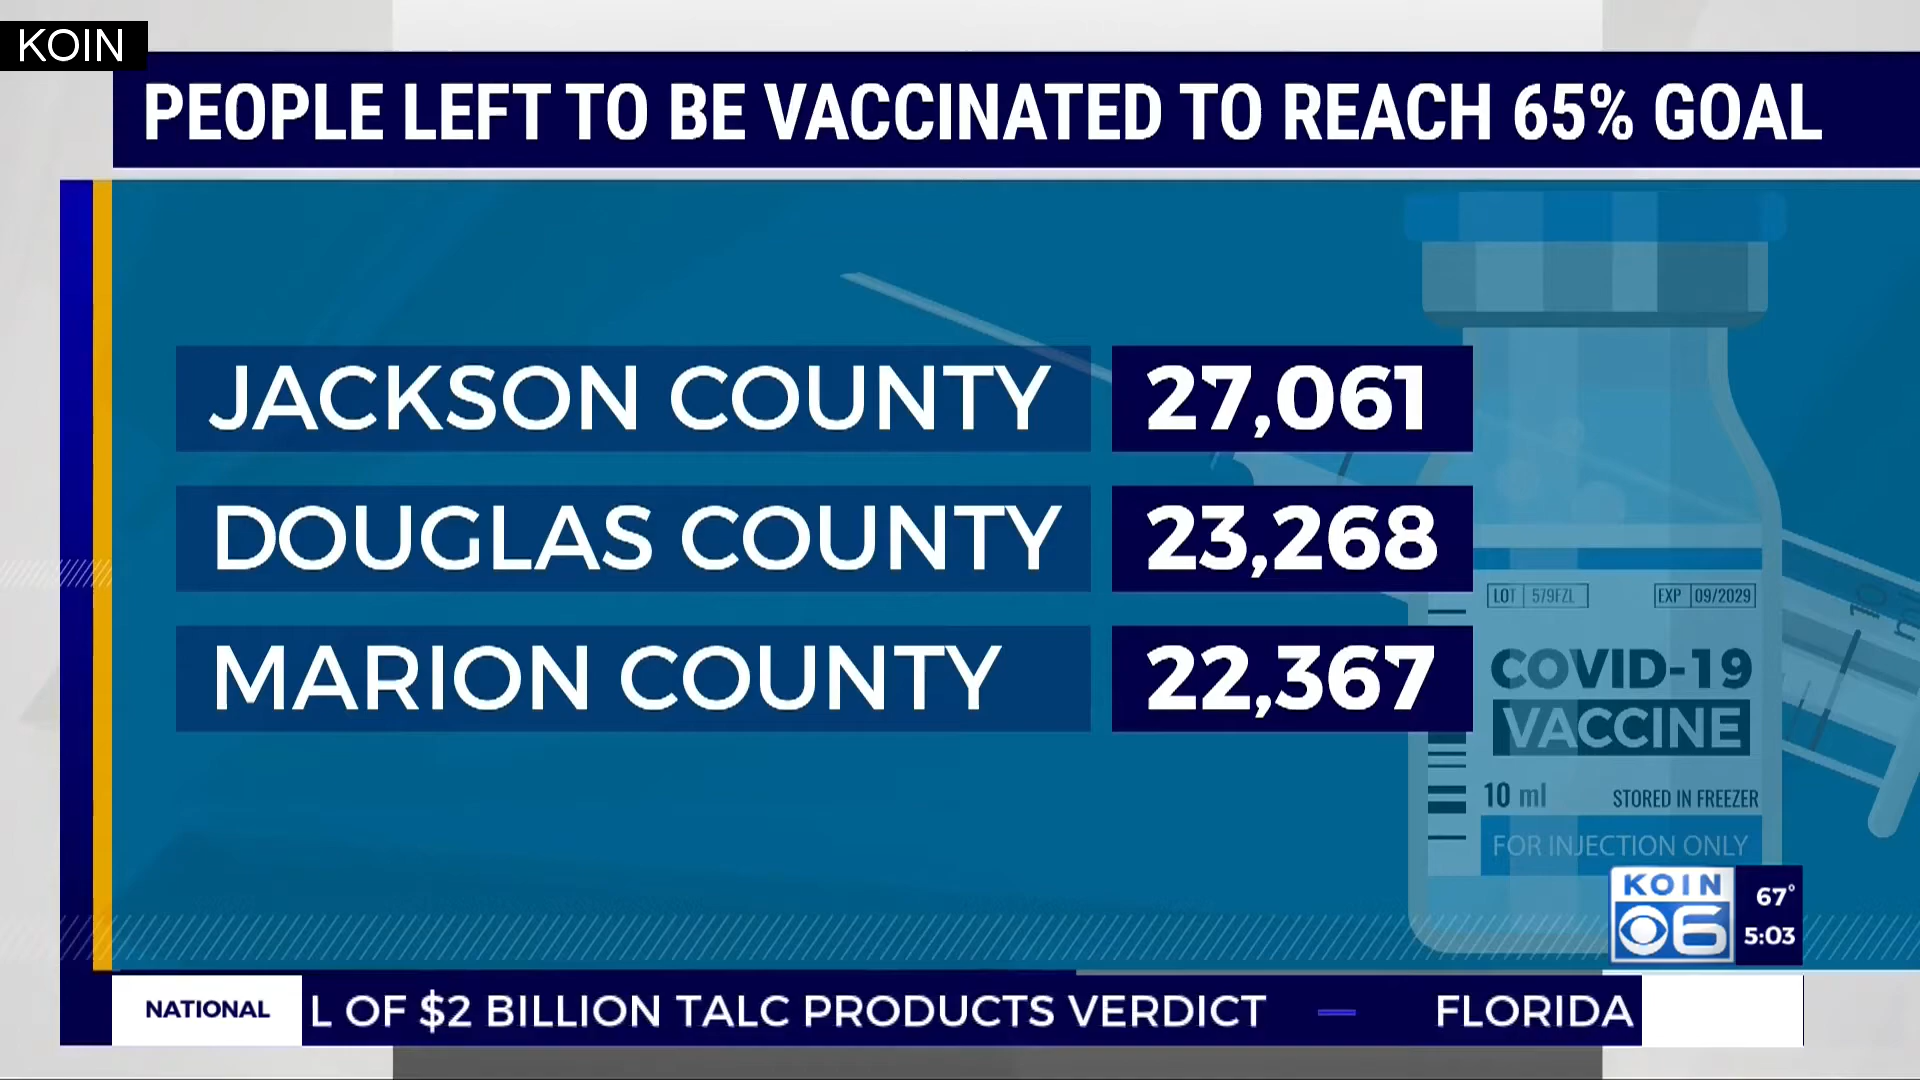 KOIN
PEOPLE LEFT TO BE VACCINATED TO REACH 65% GOAL
JACKSON COUNTY 27,061
DOUGLAS COUNTY 23,268
MARION COUNTY 22,367
LOT 579FZL EXP 09/2029
COVID-19
VACCINE
10 ml STORED IN FREEZER
FOR INJECTION ONLY
10
KOIN
6
67°
5:03
NATIONAL L OF $2 BILLION TALC PRODUCTS VERDICT — FLORIDA